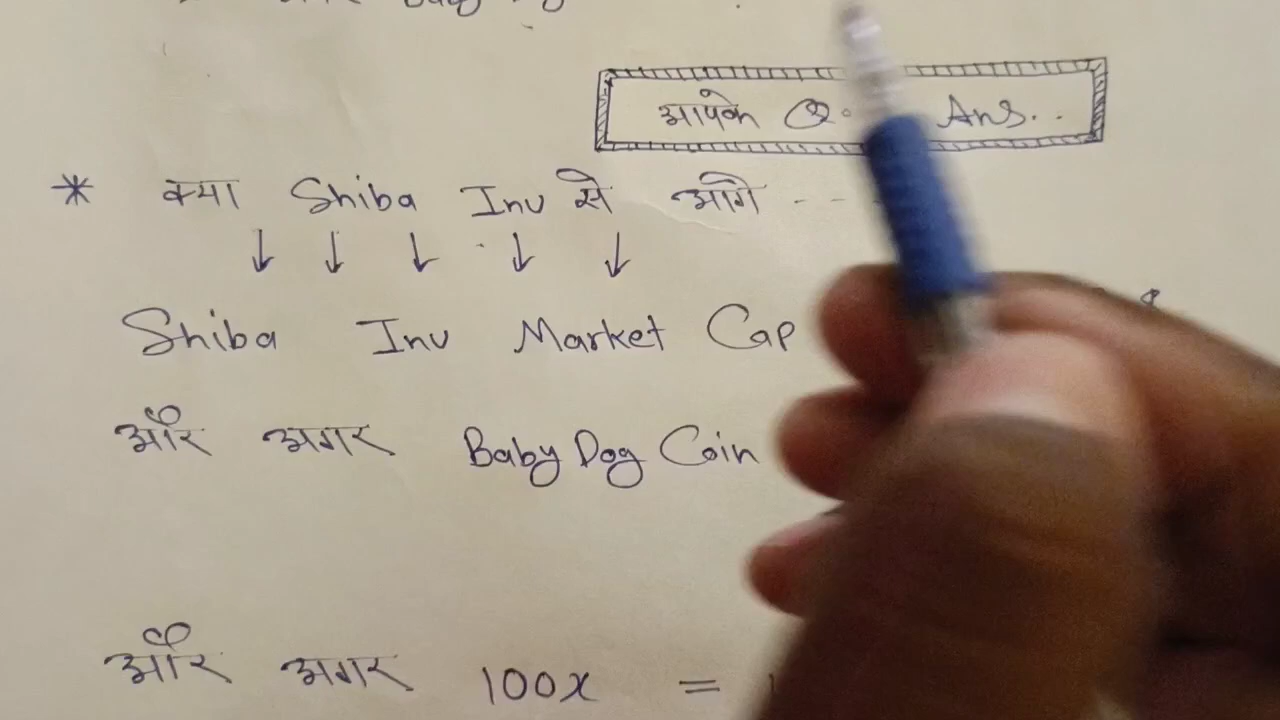 आपके Q. Ans..
* क्या Shiba Inu से आगे - - -
↓ ↓ ↓ ↓ ↓
Shiba Inu Market Cap
और अगर Baby Dog Coin
और अगर 100x =